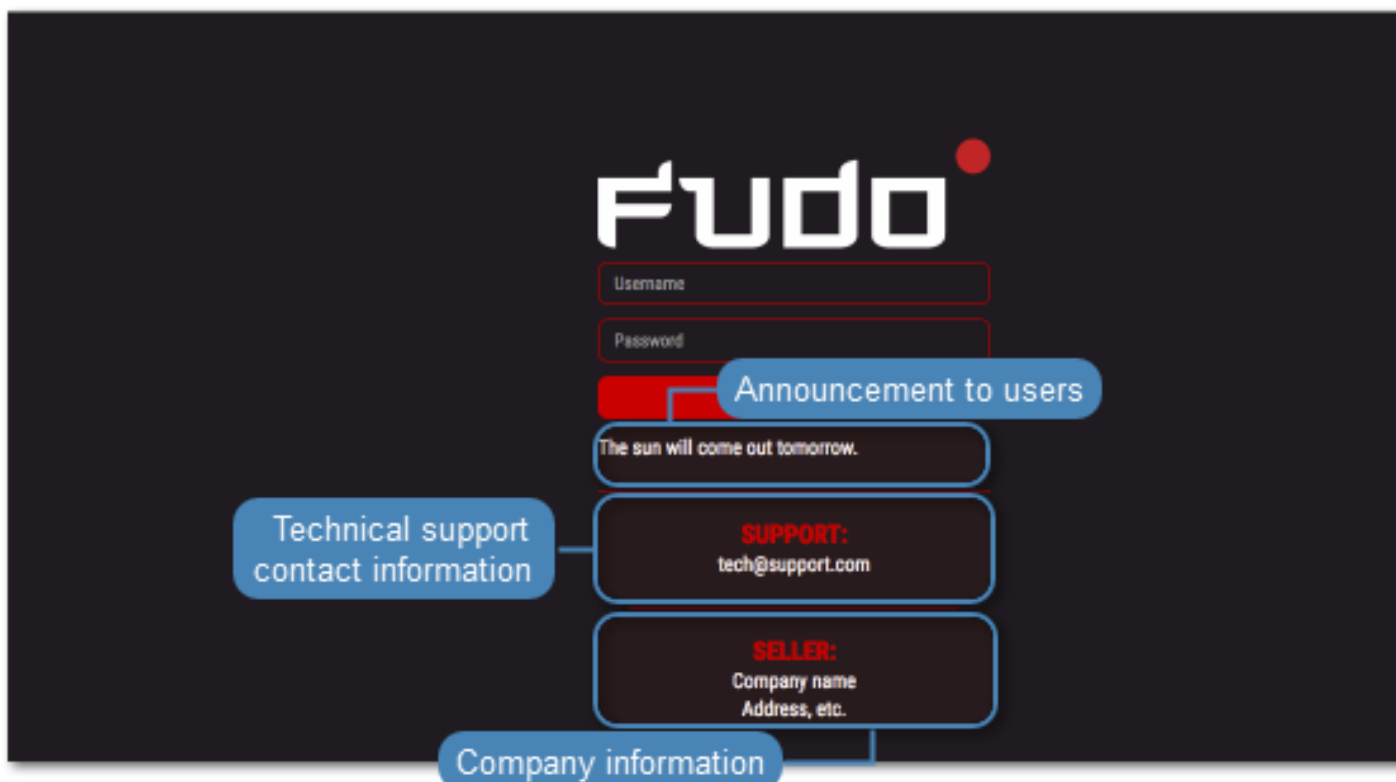 FUDO
Username
Password
Announcement to users
The sun will come out tomorrow.
Technical support
contact information
SUPPORT:
tech@support.com
SELLER:
Company name
Address, etc.
Company information